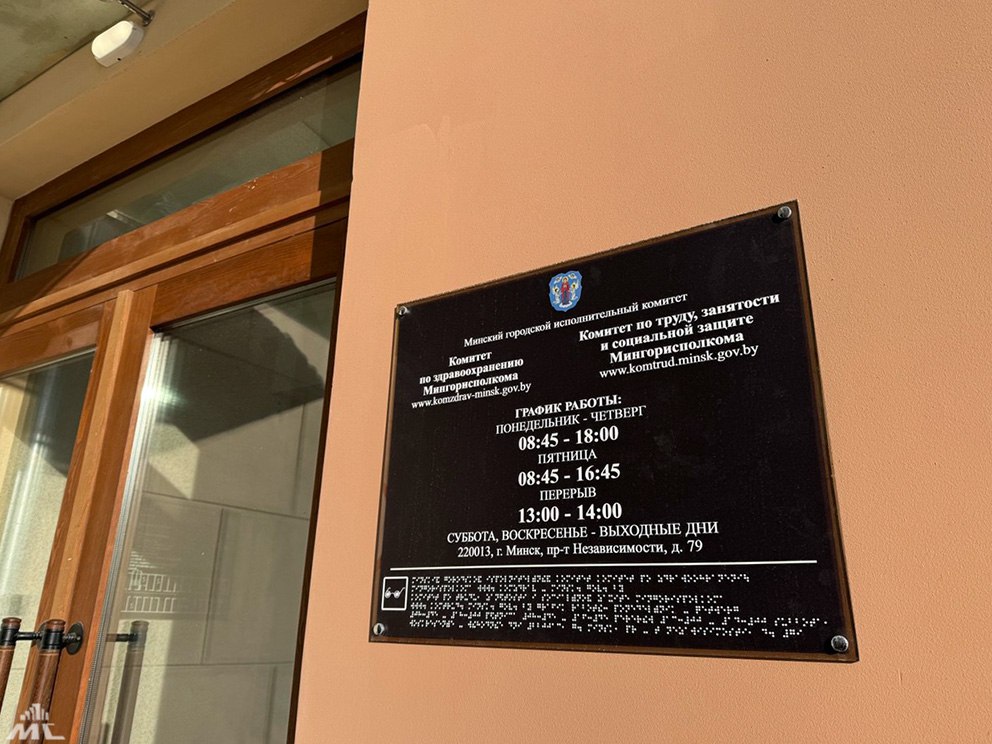 Минский городской исполнительный комитет
Комитет
по здравоохранению
Мингорисполкома
www.komzdrav-minsk.gov.by
Комитет по труду, занятости
и социальной защите
Мингорисполкома
www.komtrud.minsk.gov.by
ГРАФИК РАБОТЫ:
ПОНЕДЕЛЬНИК - ЧЕТВЕРГ
08:45 - 18:00
ПЯТНИЦА
08:45 - 16:45
ПЕРЕРЫВ
13:00 - 14:00
СУББОТА, ВОСКРЕСЕНЬЕ - ВЫХОДНЫЕ ДНИ
220013, г. Минск, пр-т Независимости, д. 79